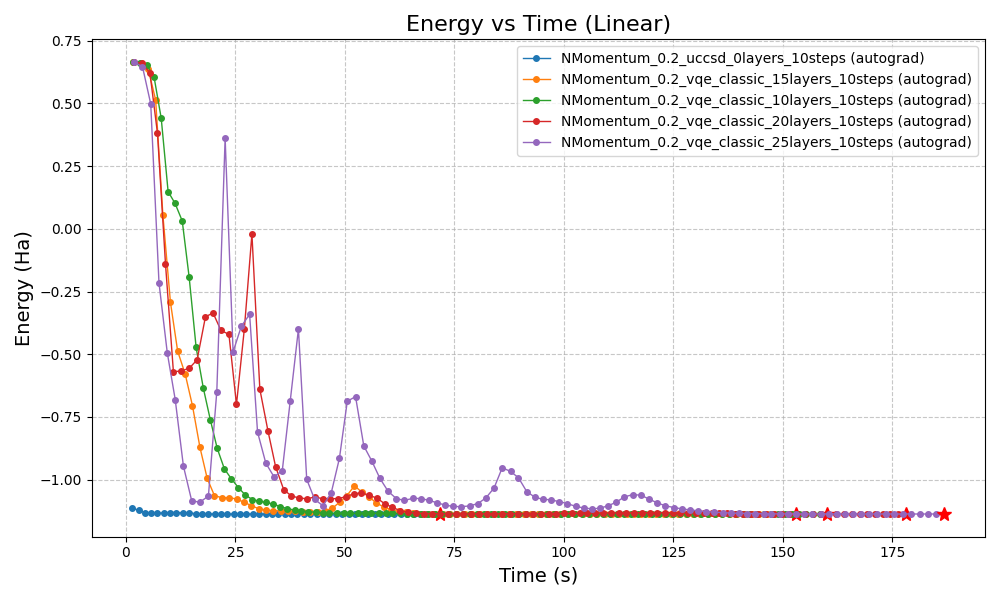 Energy vs Time (Linear)
NMomentum_0.2_uccsd_0layers_10steps (autograd)
NMomentum_0.2_vqe_classic_15layers_10steps (autograd)
NMomentum_0.2_vqe_classic_10layers_10steps (autograd)
NMomentum_0.2_vqe_classic_20layers_10steps (autograd)
NMomentum_0.2_vqe_classic_25layers_10steps (autograd)
Energy (Ha)
0.75
0.50
0.25
0.00
−0.25
−0.50
−0.75
−1.00
0 25 50 75 100 125 150 175
Time (s)